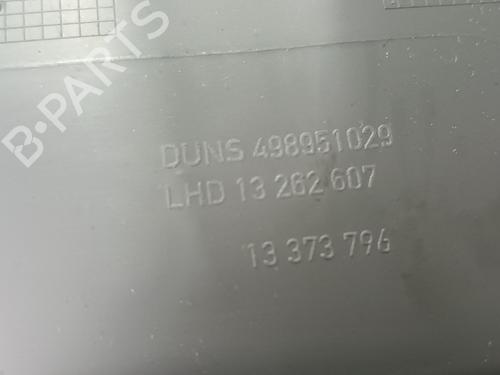 B-PARTS
DUNS 498951029
LHD 13 262 607
13 373 796